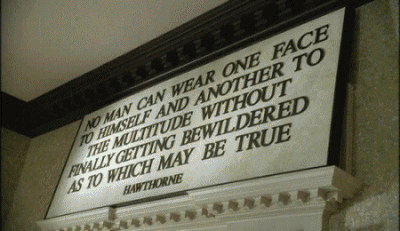 NO MAN CAN WEAR ONE FACE
TO HIMSELF AND ANOTHER TO
THE MULTITUDE WITHOUT
FINALLY GETTING BEWILDERED
AS TO WHICH MAY BE TRUE
HAWTHORNE